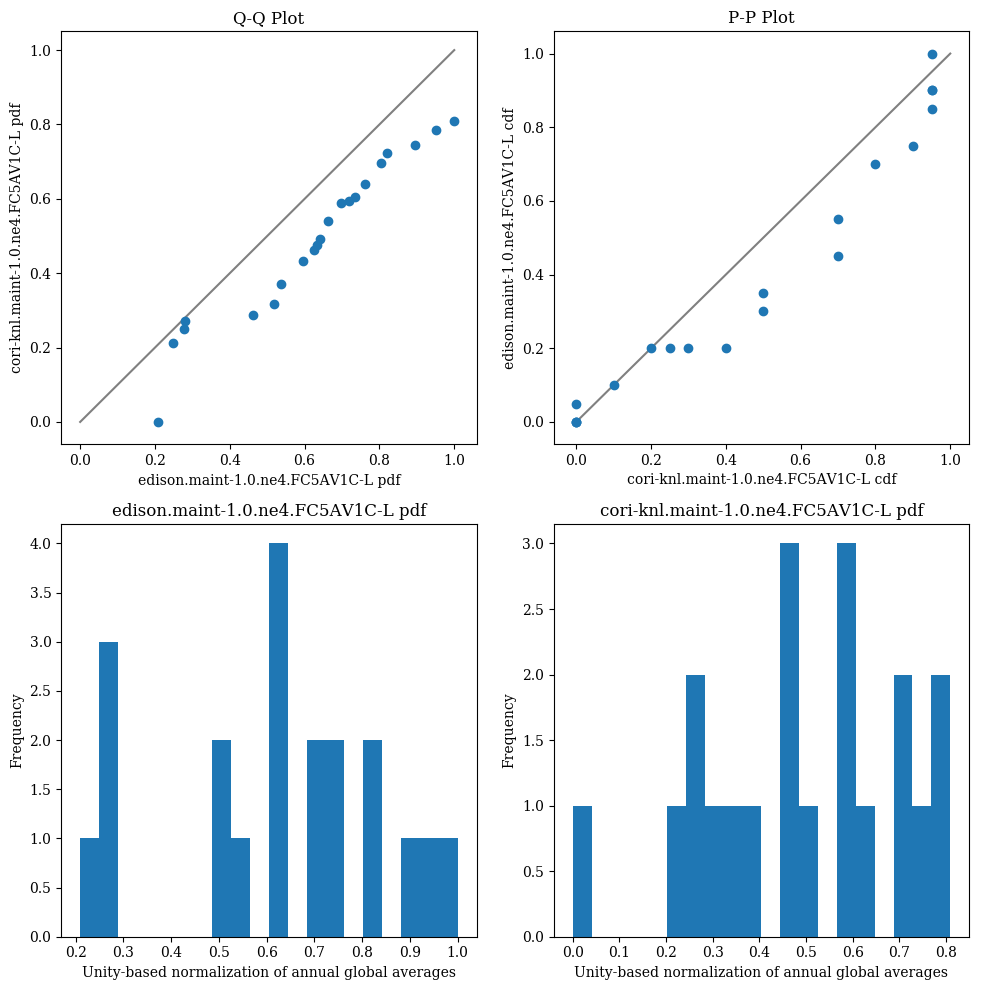 Q-Q Plot
1.0
0.8
0.6
0.4
0.2
0.0
cori-knl.maint-1.0.ne4.FC5AV1C-L pdf
0.0 0.2 0.4 0.6 0.8 1.0
edison.maint-1.0.ne4.FC5AV1C-L pdf
P-P Plot
1.0
0.8
0.6
0.4
0.2
0.0
edison.maint-1.0.ne4.FC5AV1C-L cdf
0.0 0.2 0.4 0.6 0.8 1.0
cori-knl.maint-1.0.ne4.FC5AV1C-L cdf
edison.maint-1.0.ne4.FC5AV1C-L pdf
4.0
3.5
3.0
2.5
2.0
1.5
1.0
0.5
0.0
Frequency
0.2 0.3 0.4 0.5 0.6 0.7 0.8 0.9 1.0
Unity-based normalization of annual global averages
cori-knl.maint-1.0.ne4.FC5AV1C-L pdf
3.0
2.5
2.0
1.5
1.0
0.5
0.0
Frequency
0.0 0.1 0.2 0.3 0.4 0.5 0.6 0.7 0.8
Unity-based normalization of annual global averages